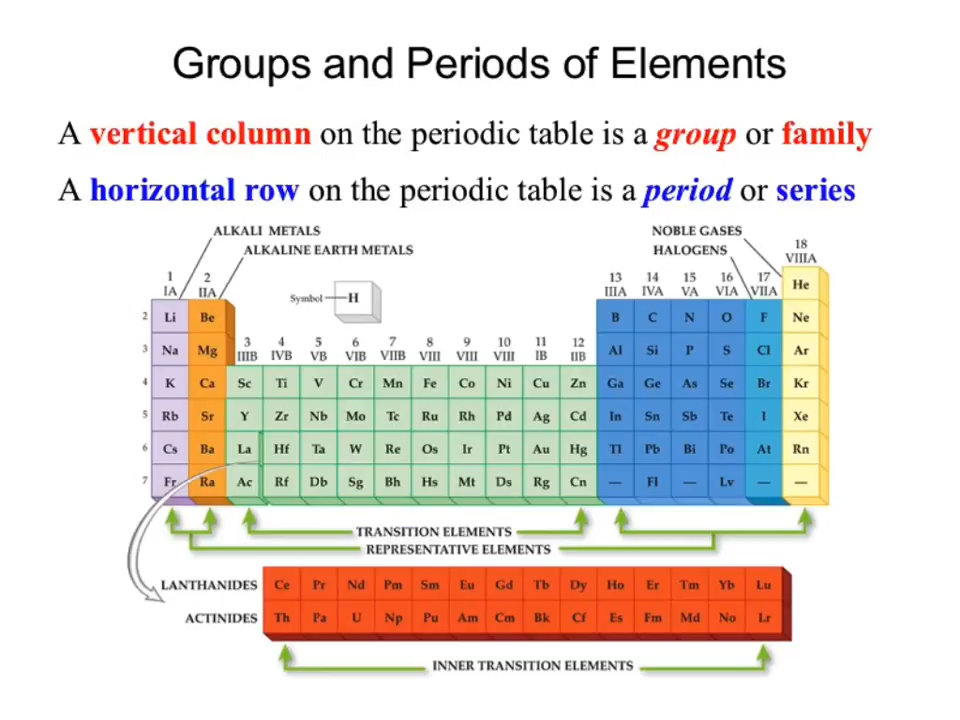 Groups and Periods of Elements
A vertical column on the periodic table is a group or family
A horizontal row on the periodic table is a period or series
ALKALI METALS
ALKALINE EARTH METALS
NOBLE GASES
HALOGENS
18
VIIIA
1 2 13 14 15 16 17
IA IIA IIIA IVA VA VIA VIIA
Symbol H
He
2 Li Be B C N O F Ne
3 Na Mg Al Si P S Cl Ar
3 4 5 6 7 8 9 10 11 12
IIIB IVB VB VIB VIIB VIII VIII VIII IB IIB
4 K Ca Sc Ti V Cr Mn Fe Co Ni Cu Zn Ga Ge As Se Br Kr
5 Rb Sr Y Zr Nb Mo Tc Ru Rh Pd Ag Cd In Sn Sb Te I Xe
6 Cs Ba La Hf Ta W Re Os Ir Pt Au Hg Tl Pb Bi Po At Rn
7 Fr Ra Ac Rf Db Sg Bh Hs Mt Ds Rg Cn — Fl — Lv — —
TRANSITION ELEMENTS
REPRESENTATIVE ELEMENTS
LANTHANIDES Ce Pr Nd Pm Sm Eu Gd Tb Dy Ho Er Tm Yb Lu
ACTINIDES Th Pa U Np Pu Am Cm Bk Cf Es Fm Md No Lr
INNER TRANSITION ELEMENTS